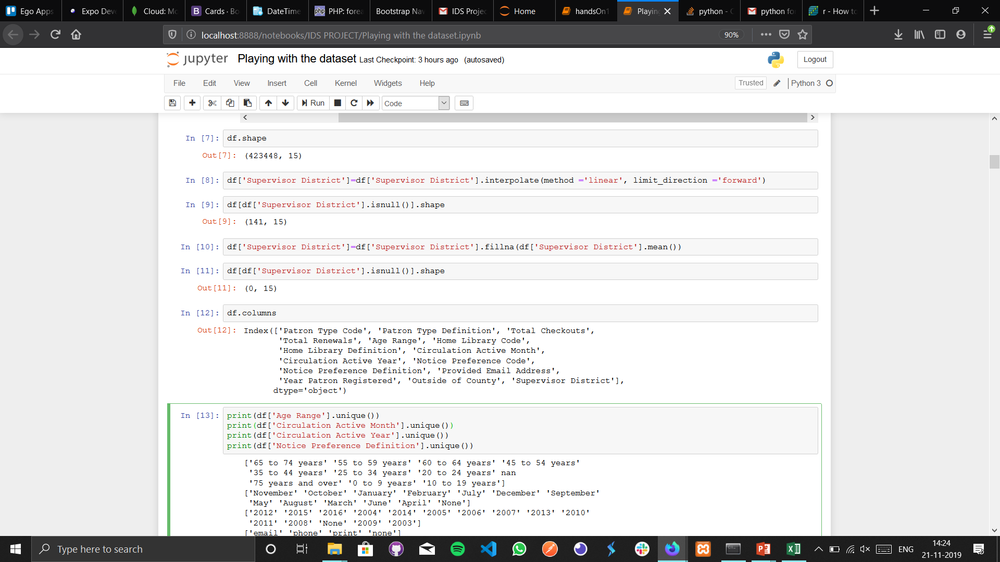 Ego Apps
Expo Deve
Cloud: Mo
Cards · Bo
DateTime
PHP: forea
Bootstrap Nav
IDS Projec
Home
handsOn1
Playing
python - C
python fo
r - How to
localhost:8888/notebooks/IDS PROJECT/Playing with the dataset.ipynb
90%
jupyter Playing with the dataset Last Checkpoint: 3 hours ago (autosaved)
Logout
File Edit View Insert Cell Kernel Widgets Help
Trusted
Python 3
Run
Code
In [7]: df.shape
Out[7]: (423448, 15)
In [8]: df['Supervisor District']=df['Supervisor District'].interpolate(method ='linear', limit_direction ='forward')
In [9]: df[df['Supervisor District'].isnull()].shape
Out[9]: (141, 15)
In [10]: df['Supervisor District']=df['Supervisor District'].fillna(df['Supervisor District'].mean())
In [11]: df[df['Supervisor District'].isnull()].shape
Out[11]: (0, 15)
In [12]: df.columns
Out[12]: Index(['Patron Type Code', 'Patron Type Definition', 'Total Checkouts',
'Total Renewals', 'Age Range', 'Home Library Code',
'Home Library Definition', 'Circulation Active Month',
'Circulation Active Year', 'Notice Preference Code',
'Notice Preference Definition', 'Provided Email Address',
'Year Patron Registered', 'Outside of County', 'Supervisor District'],
dtype='object')
In [13]: print(df['Age Range'].unique())
print(df['Circulation Active Month'].unique())
print(df['Circulation Active Year'].unique())
print(df['Notice Preference Definition'].unique())
['65 to 74 years' '55 to 59 years' '60 to 64 years' '45 to 54 years'
'35 to 44 years' '25 to 34 years' '20 to 24 years' nan
'75 years and over' '0 to 9 years' '10 to 19 years']
['November' 'October' 'January' 'February' 'July' 'December' 'September'
'May' 'August' 'March' 'June' 'April' 'None']
['2012' '2015' '2016' '2004' '2014' '2005' '2006' '2007' '2013' '2010'
'2011' '2008' 'None' '2009' '2003']
['email' 'phone' 'print' 'none']
Type here to search
ENG
14:24
21-11-2019